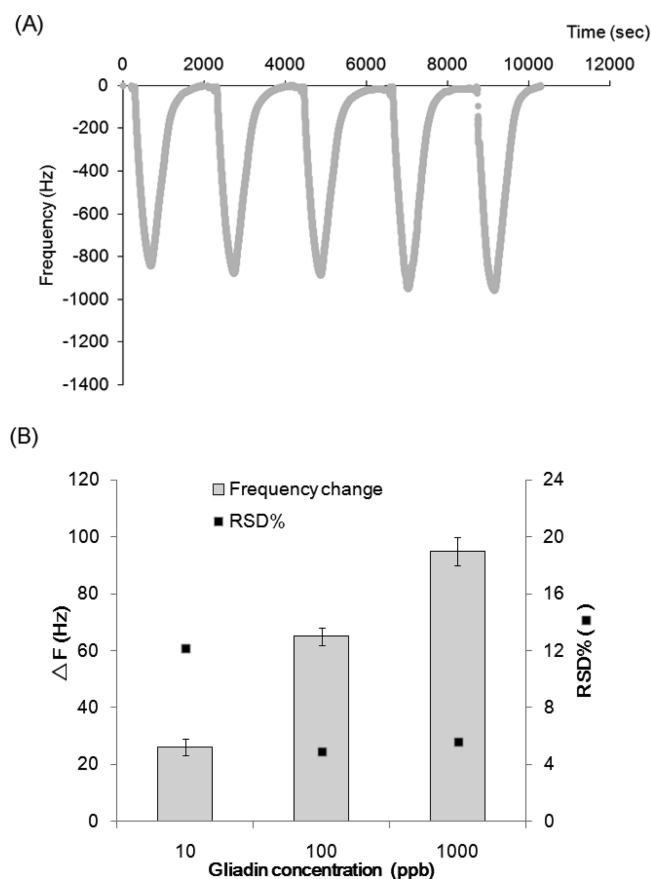 (A)
Time (sec)
0 2000 4000 6000 8000 10000 12000
0
-200
-400
-600
-800
-1000
-1200
-1400
Frequency (Hz)
(B)
Frequency change
RSD%
120
100
80
60
40
20
0
△F (Hz)
24
20
16
12
8
4
0
RSD% (■)
10 100 1000
Gliadin concentration (ppb)